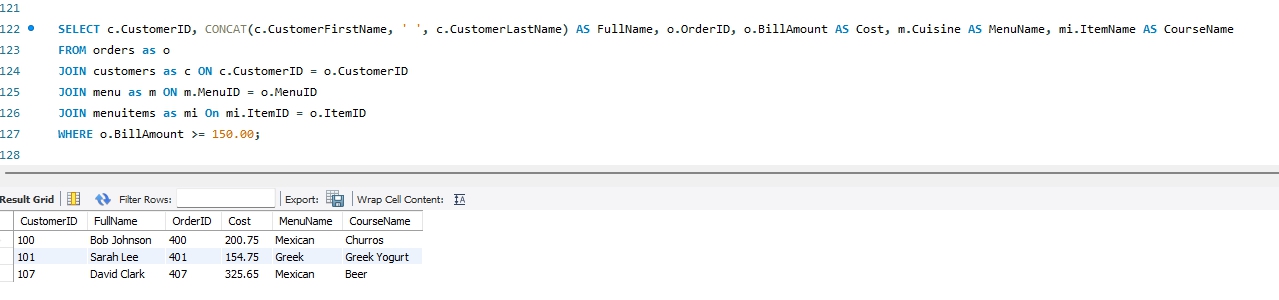 121
122 SELECT c.CustomerID, CONCAT(c.CustomerFirstName, ' ', c.CustomerLastName) AS FullName, o.OrderID, o.BillAmount AS Cost, m.Cuisine AS MenuName, mi.ItemName AS CourseName
123 FROM orders as o
124 JOIN customers as c ON c.CustomerID = o.CustomerID
125 JOIN menu as m ON m.MenuID = o.MenuID
126 JOIN menuitems as mi On mi.ItemID = o.ItemID
127 WHERE o.BillAmount >= 150.00;
128
Result Grid Filter Rows: Export: Wrap Cell Content:
CustomerID FullName OrderID Cost MenuName CourseName
100 Bob Johnson 400 200.75 Mexican Churros
101 Sarah Lee 401 154.75 Greek Greek Yogurt
107 David Clark 407 325.65 Mexican Beer